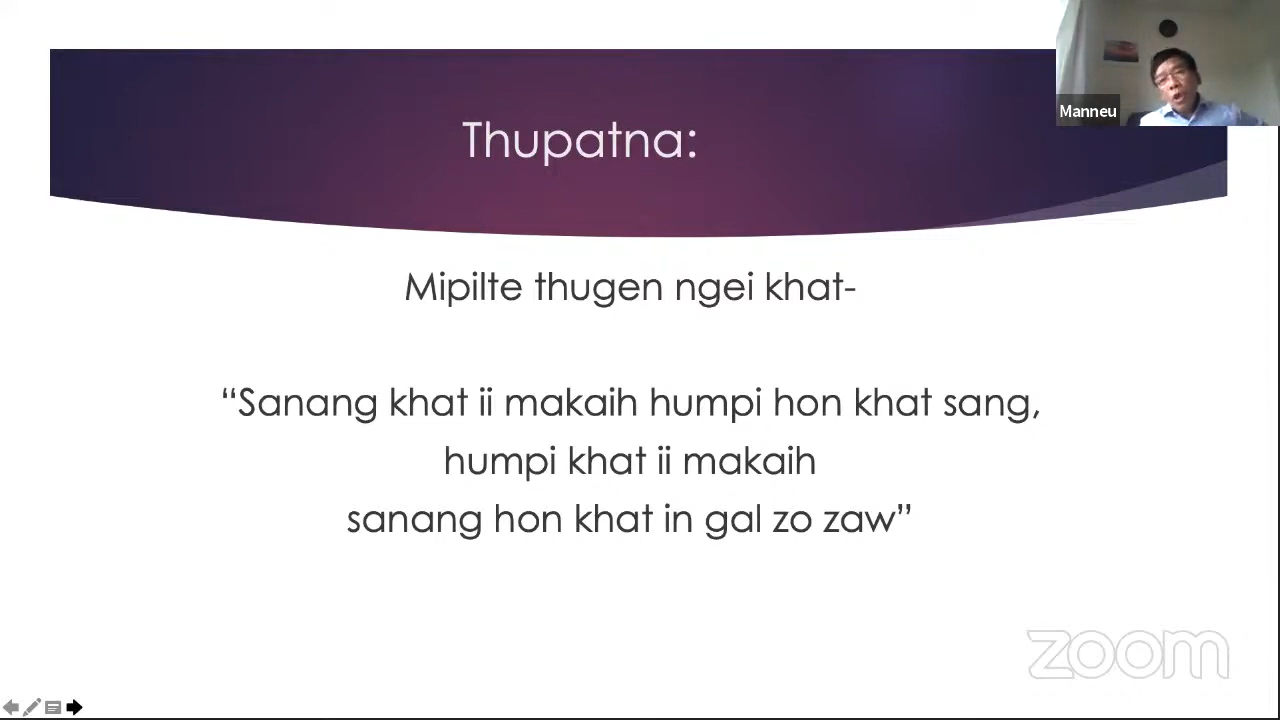 Manneu
Thupatna:
Mipilte thugen ngei khat-
“Sanang khat ii makaih humpi hon khat sang,
humpi khat ii makaih
sanang hon khat in gal zo zaw”
zoom